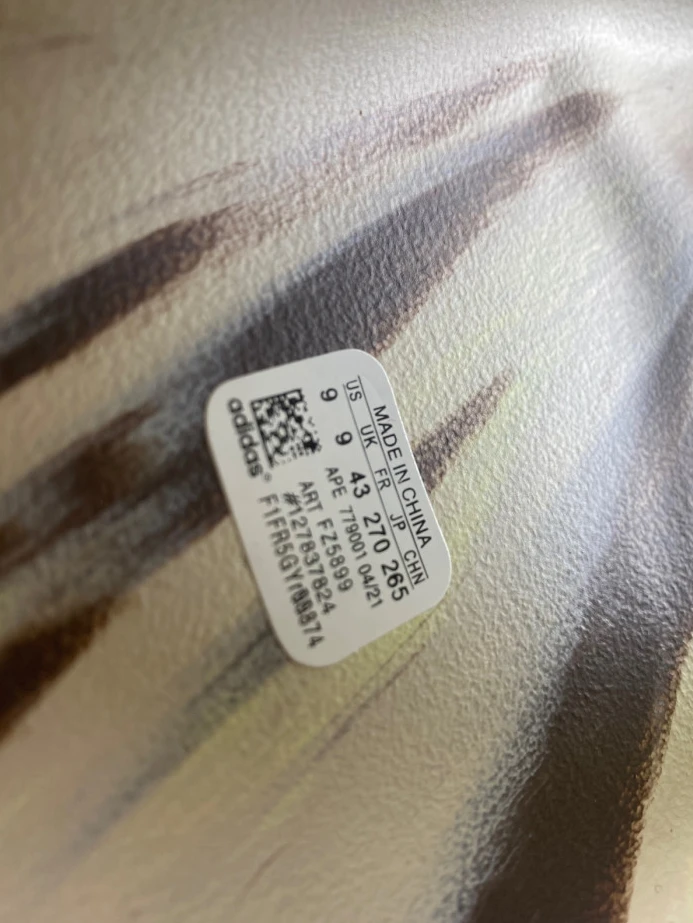 MADE IN CHINA
US UK FR JP CHN
9 9 43 270 265
APE 779001 04/21
ART FZ5899
#127837824
adidas®